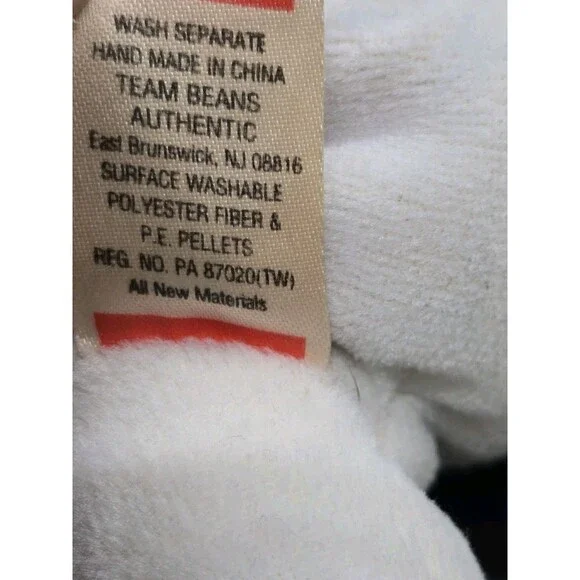 WASH SEPARATE
HAND MADE IN CHINA
TEAM BEANS
AUTHENTIC
East Brunswick, NJ 08816
SURFACE WASHABLE
POLYESTER FIBER &
P.E. PELLETS
REG. NO. PA 87020(TW)
All New Materials